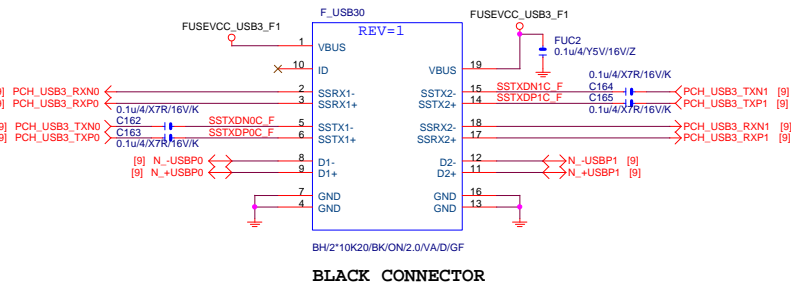 F_USB30
FUSEVCC_USB3_F1
REV=1
FUSEVCC_USB3_F1
FUC2
0.1u/4/Y5V/16V/Z
1 VBUS
10 ID
VBUS 19
0.1u/4/X7R/16V/K
PCH_USB3_RXN0 2 SSRX1-
SSTX2- 15 SSTXDN1C_F C164 PCH_USB3_TXN1 [9]
PCH_USB3_RXP0 3 SSRX1+
SSTX2+ 14 SSTXDP1C_F C165 PCH_USB3_TXP1 [9]
0.1u/4/X7R/16V/K
0.1u/4/X7R/16V/K
PCH_USB3_TXN0 C162 SSTXDN0C_F 5 SSTX1-
SSRX2- 18 PCH_USB3_RXN1 [9]
PCH_USB3_TXP0 C163 SSTXDP0C_F 6 SSTX1+
SSRX2+ 17 PCH_USB3_RXP1 [9]
0.1u/4/X7R/16V/K
[9] N_-USBP0 8 D1-
D2- 12 N_-USBP1 [9]
[9] N_+USBP0 9 D1+
D2+ 11 N_+USBP1 [9]
7 GND
GND 16
4 GND
GND 13
BH/2*10K20/BK/ON/2.0/VA/D/GF
BLACK CONNECTOR